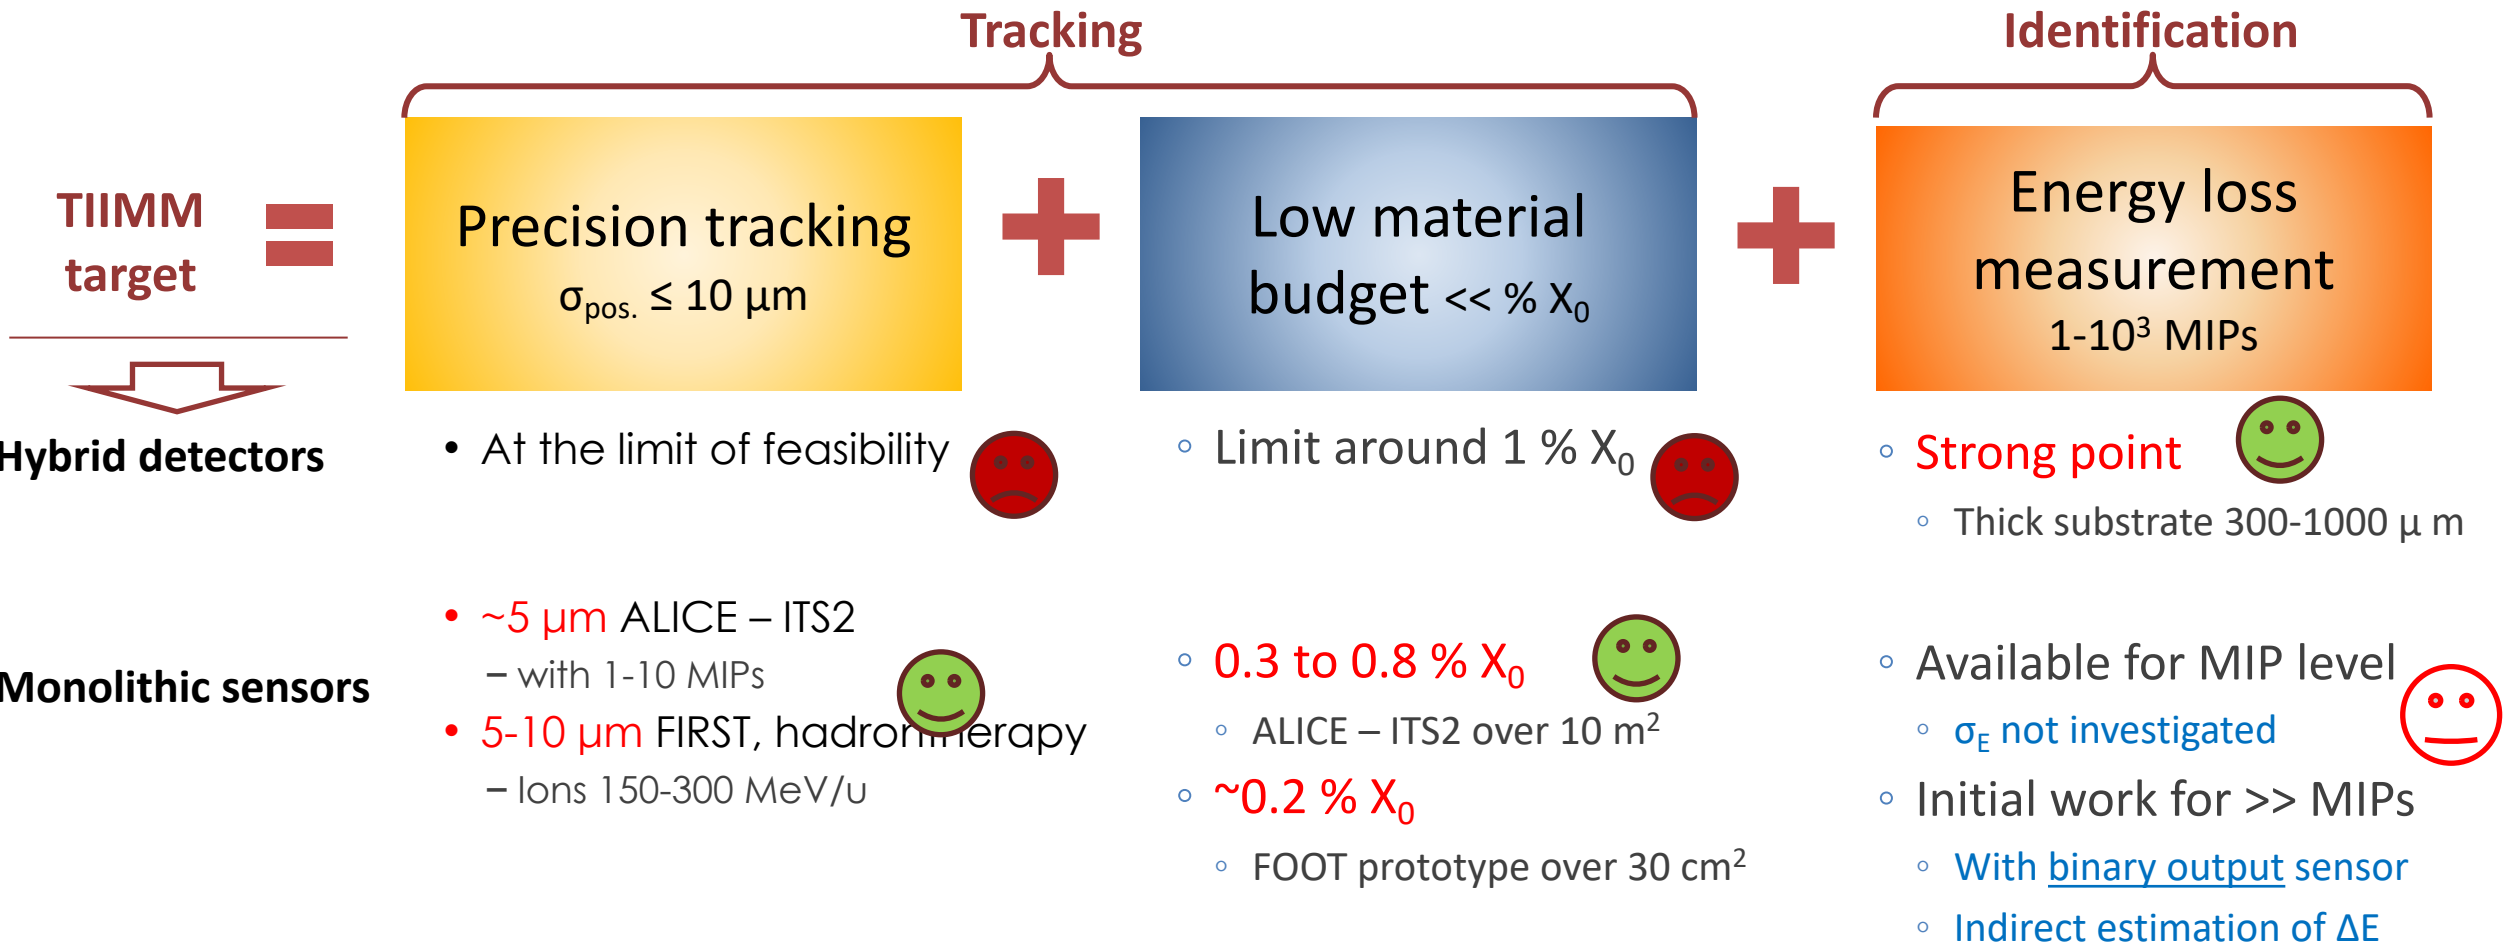 Tracking
Identification
TIIMM
target
Precision tracking
σpos. ≤ 10 µm
Low material
budget << % X0
Energy loss
measurement
1-10³ MIPs
Hybrid detectors
• At the limit of feasibility
◦ Limit around 1 % X0
◦ Strong point
◦ Thick substrate 300-1000 µ m
Monolithic sensors
• ~5 µm ALICE – ITS2
– with 1-10 MIPs
• 5-10 µm FIRST, hadrontherapy
– Ions 150-300 MeV/u
◦ 0.3 to 0.8 % X0
◦ ALICE – ITS2 over 10 m²
◦ ~0.2 % X0
◦ FOOT prototype over 30 cm²
◦ Available for MIP level
◦ σE not investigated
◦ Initial work for >> MIPs
◦ With binary output sensor
◦ Indirect estimation of ΔE